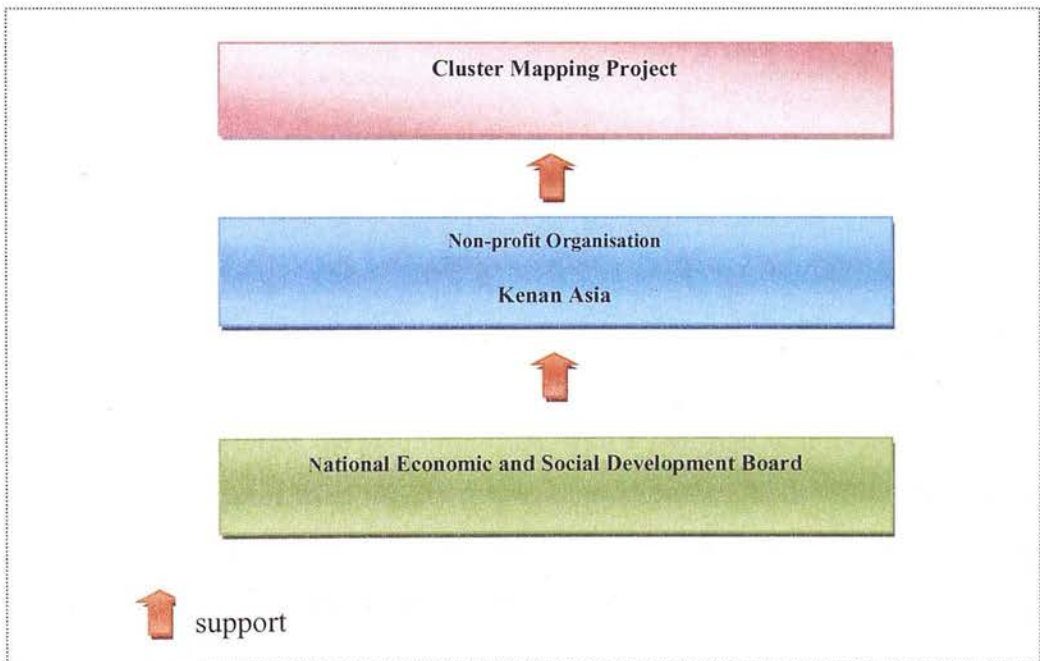 Cluster Mapping Project
Non-profit Organisation
Kenan Asia
National Economic and Social Development Board
support